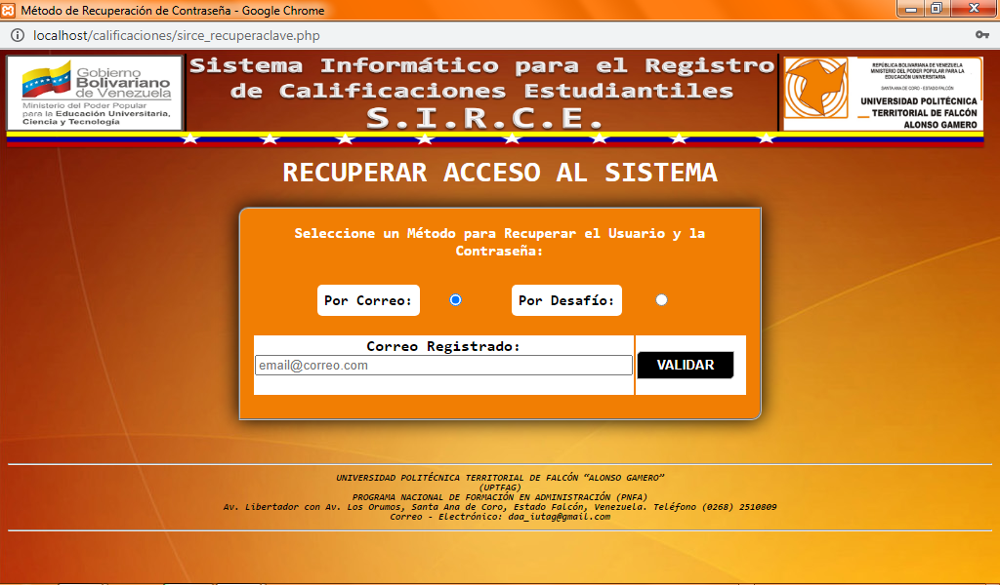 Método de Recuperación de Contraseña - Google Chrome
localhost/calificaciones/sirce_recuperaclave.php
Gobierno
Bolivariano
de Venezuela
Ministerio del Poder Popular
para la Educación Universitaria,
Ciencia y Tecnología
Sistema Informático para el Registro
de Calificaciones Estudiantiles
S.I.R.C.E.
REPÚBLICA BOLIVARIANA DE VENEZUELA
MINISTERIO DEL PODER POPULAR PARA LA
EDUCACIÓN UNIVERSITARIA
SANTA ANA DE CORO - ESTADO FALCÓN
UNIVERSIDAD POLITÉCNICA
TERRITORIAL DE FALCÓN
ALONSO GAMERO
RECUPERAR ACCESO AL SISTEMA
Seleccione un Método para Recuperar el Usuario y la
Contraseña:
Por Correo: Por Desafío:
Correo Registrado:
email@correo.com
VALIDAR
UNIVERSIDAD POLITÉCNICA TERRITORIAL DE FALCÓN “ALONSO GAMERO”
(UPTFAG)
PROGRAMA NACIONAL DE FORMACIÓN EN ADMINISTRACIÓN (PNFA)
Av. Libertador con Av. Los Orumos, Santa Ana de Coro, Estado Falcón, Venezuela. Teléfono (0268) 2510809
Correo - Electrónico: daa_iutag@gmail.com